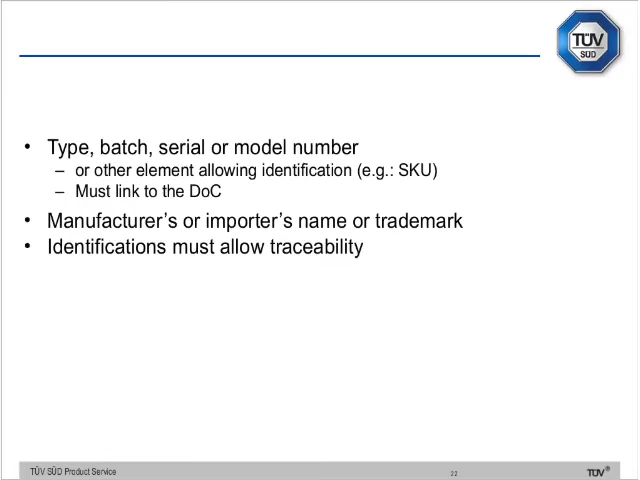 TÜV
SÜD
• Type, batch, serial or model number
– or other element allowing identification (e.g.: SKU)
– Must link to the DoC
• Manufacturer’s or importer’s name or trademark
• Identifications must allow traceability
TÜV SÜD Product Service
22
TÜV®